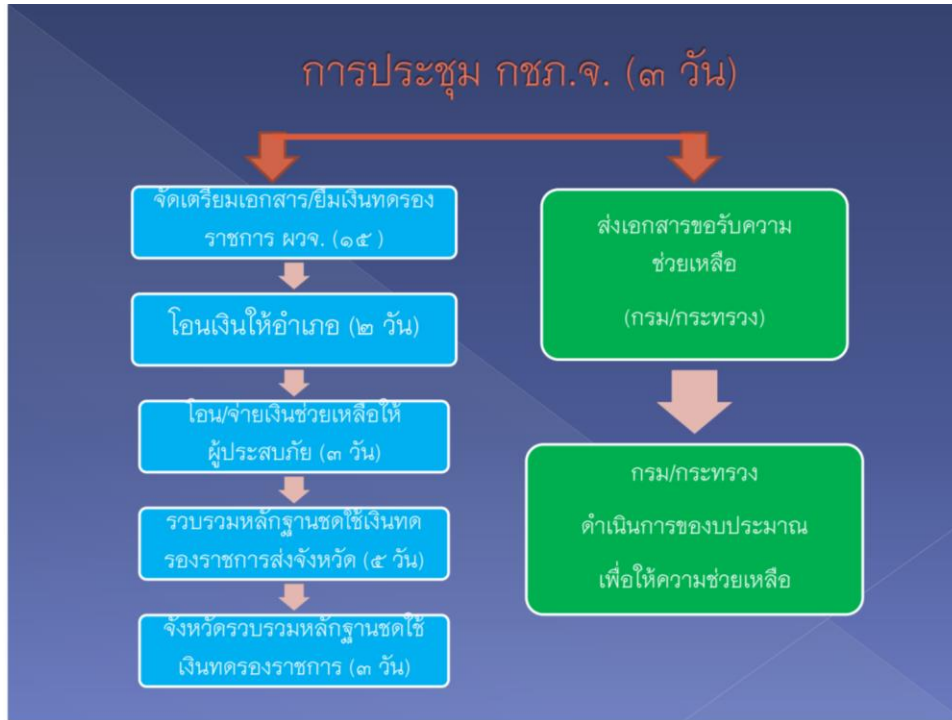 การประชุม กชภ.จ. (๓ วัน)
จัดเตรียมเอกสาร/ยืมเงินทดรอง
ราชการ ผวจ. (๑๕ )
โอนเงินให้อำเภอ (๒ วัน)
โอน/จ่ายเงินช่วยเหลือให้
ผู้ประสบภัย (๓ วัน)
รวบรวมหลักฐานชดใช้เงินทด
รองราชการส่งจังหวัด (๕ วัน)
จังหวัดรวบรวมหลักฐานชดใช้
เงินทดรองราชการ (๓ วัน)
ส่งเอกสารขอรับความ
ช่วยเหลือ
(กรม/กระทรวง)
กรม/กระทรวง
ดำเนินการของบประมาณ
เพื่อให้ความช่วยเหลือ